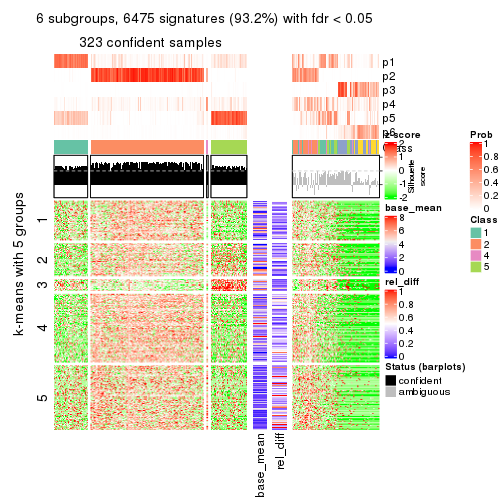 6 subgroups, 6475 signatures (93.2%) with fdr < 0.05
323 confident samples
p1
p2
p3
p4
p5
p6
Class
z-score
2
1
0
-1
-2
Silhouette
score
Prob
1
0.8
0.6
0.4
0.2
0
Class
1
2
4
5
base_mean
8
6
4
2
0
rel_diff
1
0.8
0.6
0.4
0.2
0
Status (barplots)
confident
ambiguous
k-means with 5 groups
1
2
3
4
5
base_mean
rel_diff